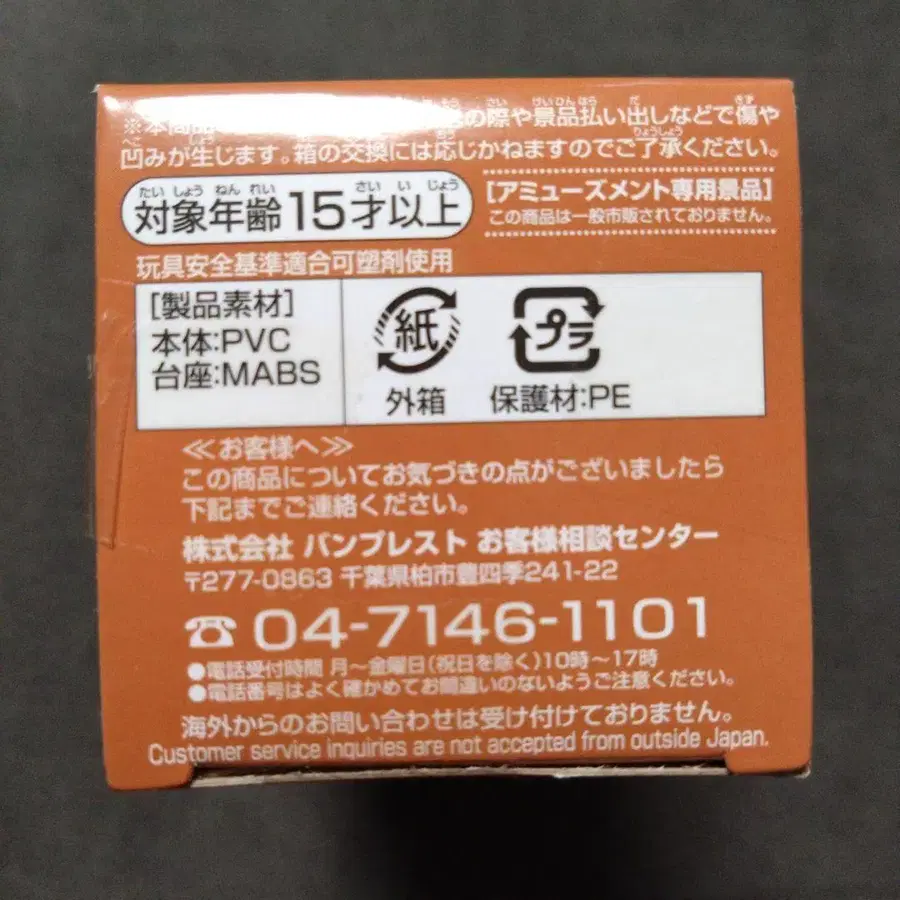 ※本商品 の際や景品払い出しなどで傷や
凹みが生じます。箱の交換には応じかねますのでご了承ください。
対象年齢15才以上
[アミューズメント専用景品]
この商品は一般市販されておりません。
玩具安全基準適合可塑剤使用
[製品素材]
本体:PVC
台座:MABS
紙
外箱
プラ
保護材:PE
≪お客様へ≫
この商品についてお気づきの点がございましたら
下記までご連絡ください。
株式会社 バンプレスト お客様相談センター
〒277-0863 千葉県柏市豊四季241-22
☎04-7146-1101
●電話受付時間 月〜金曜日(祝日を除く)10時〜17時
●電話番号はよく確かめてお間違いのないようご注意ください。
海外からのお問い合わせは受け付けておりません。
Customer service inquiries are not accepted from outside Japan.